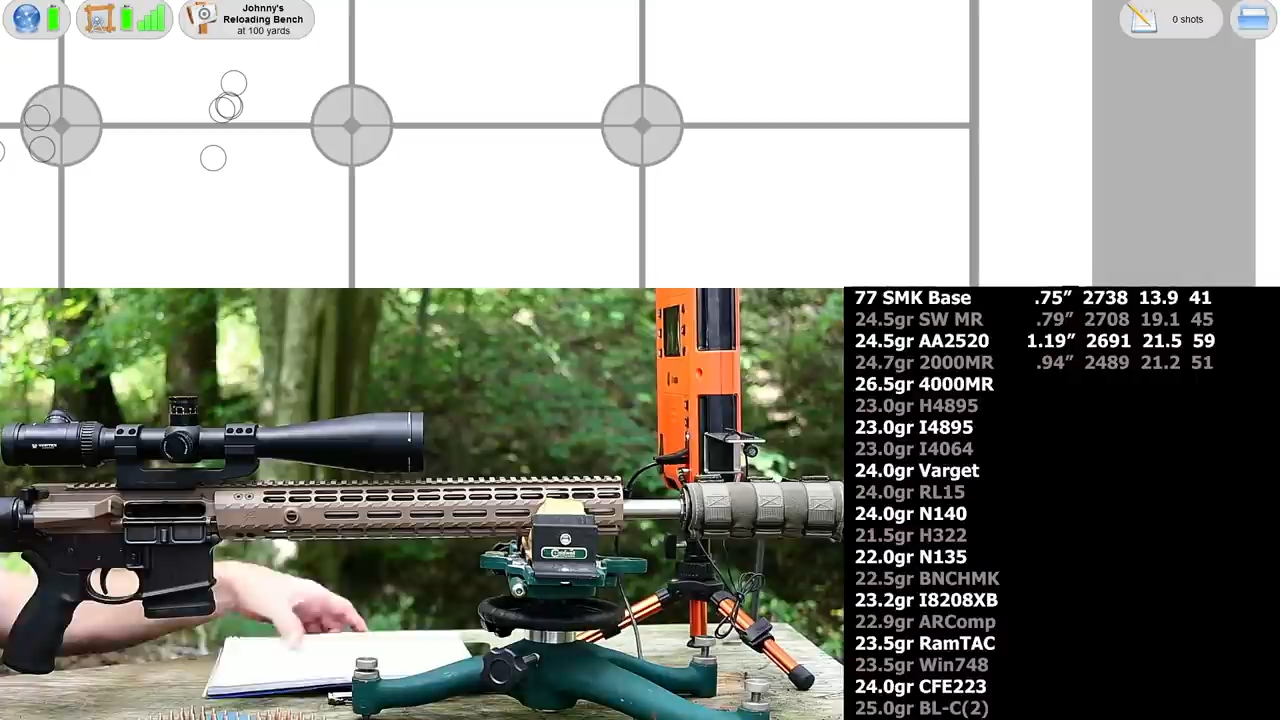 Johnny's
Reloading Bench
at 100 yards
0 shots
77 SMK Base .75" 2738 13.9 41
24.5gr SW MR .79" 2708 19.1 45
24.5gr AA2520 1.19" 2691 21.5 59
24.7gr 2000MR .94" 2489 21.2 51
26.5gr 4000MR
23.0gr H4895
23.0gr I4895
23.0gr I4064
24.0gr Varget
24.0gr RL15
24.0gr N140
21.5gr H322
22.0gr N135
22.5gr BNCHMK
23.2gr I8208XB
22.9gr ARComp
23.5gr RamTAC
23.5gr Win748
24.0gr CFE223
25.0gr BL-C(2)